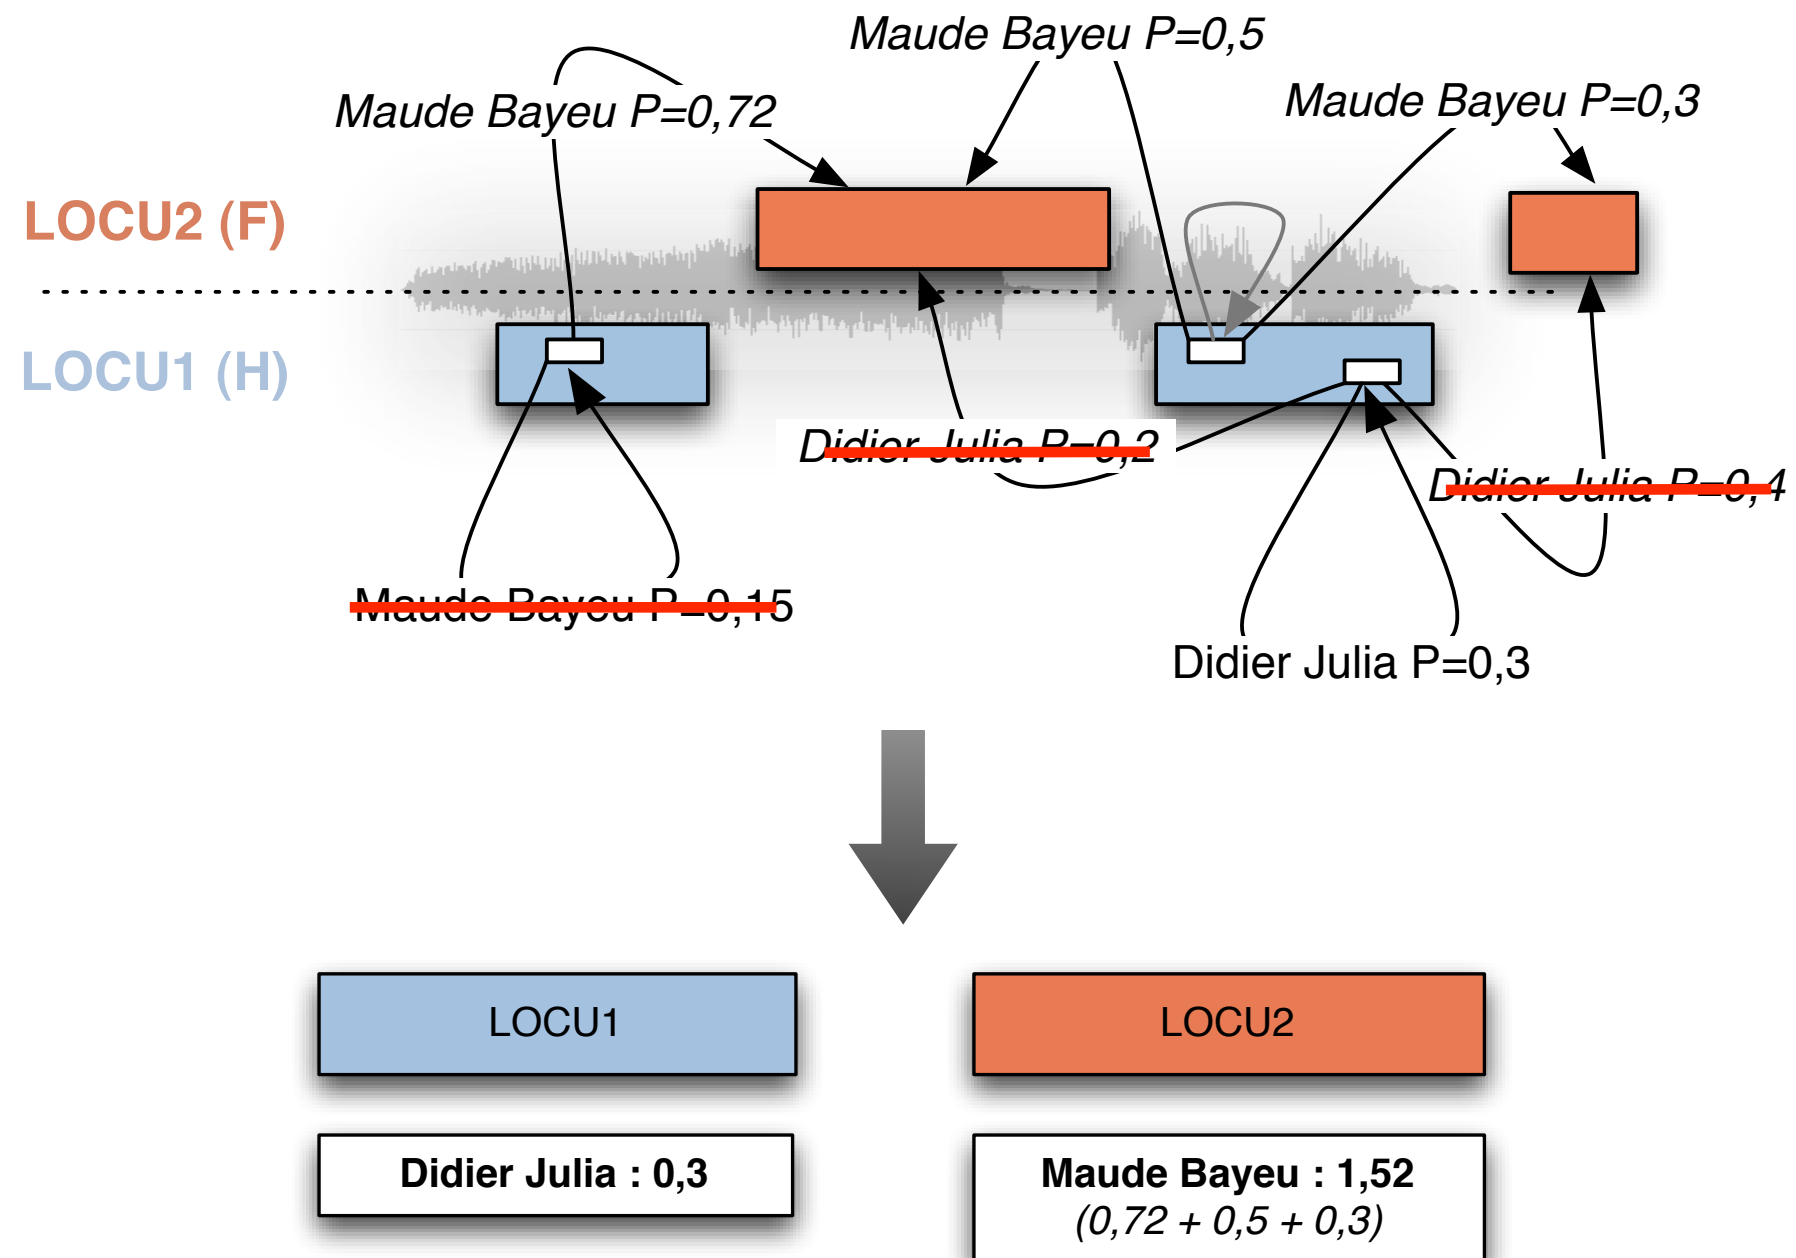 Maude Bayeu P=0,5
Maude Bayeu P=0,72
Maude Bayeu P=0,3
LOCU2 (F)
LOCU1 (H)
Didier Julia P=0,2
Didier Julia P=0,4
Maude Bayeu P=0,15
Didier Julia P=0,3
LOCU1
LOCU2
Didier Julia : 0,3
Maude Bayeu : 1,52
(0,72 + 0,5 + 0,3)